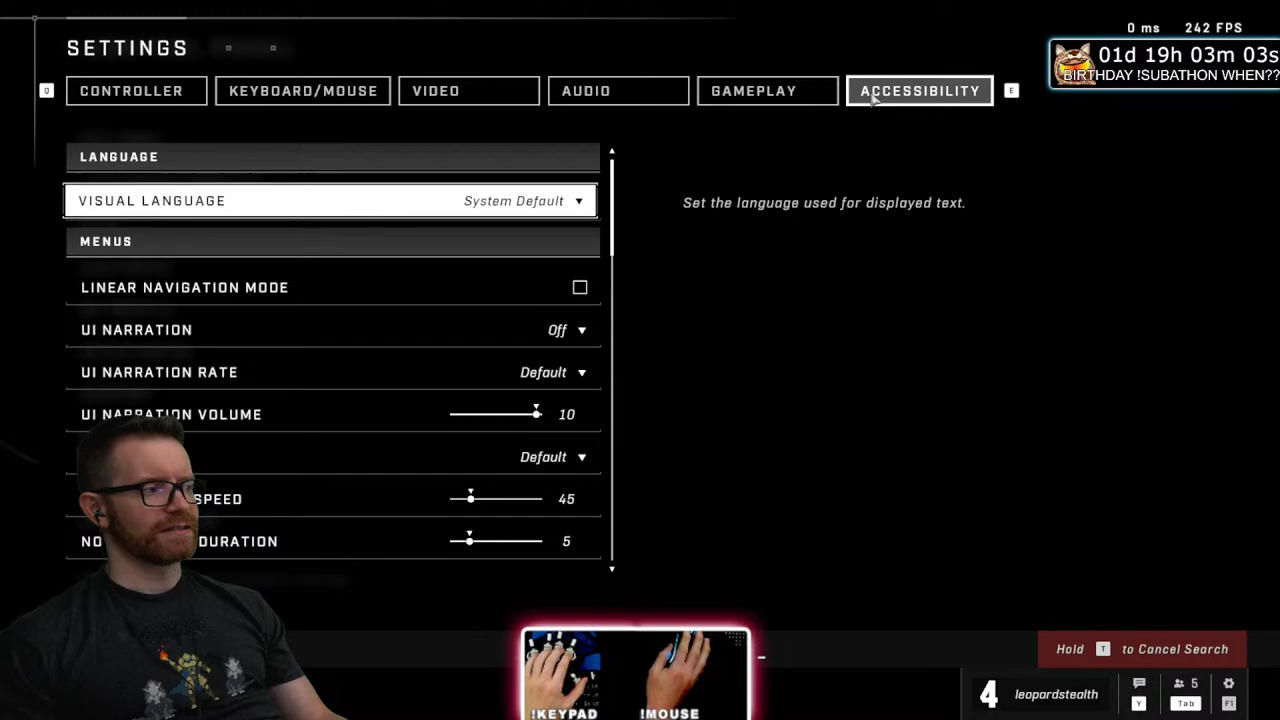 0 ms 242 FPS
SETTINGS
01d 19h 03m 03s
BIRTHDAY !SUBATHON WHEN??
Q CONTROLLER KEYBOARD/MOUSE VIDEO AUDIO GAMEPLAY ACCESSIBILITY E
LANGUAGE
VISUAL LANGUAGE System Default
Set the language used for displayed text.
MENUS
LINEAR NAVIGATION MODE
UI NARRATION Off
UI NARRATION RATE Default
UI NARRATION VOLUME 10
Default
SPEED 45
NO DURATION 5
Hold T to Cancel Search
4 leopardstealth 5
Y Tab F1
!KEYPAD !MOUSE